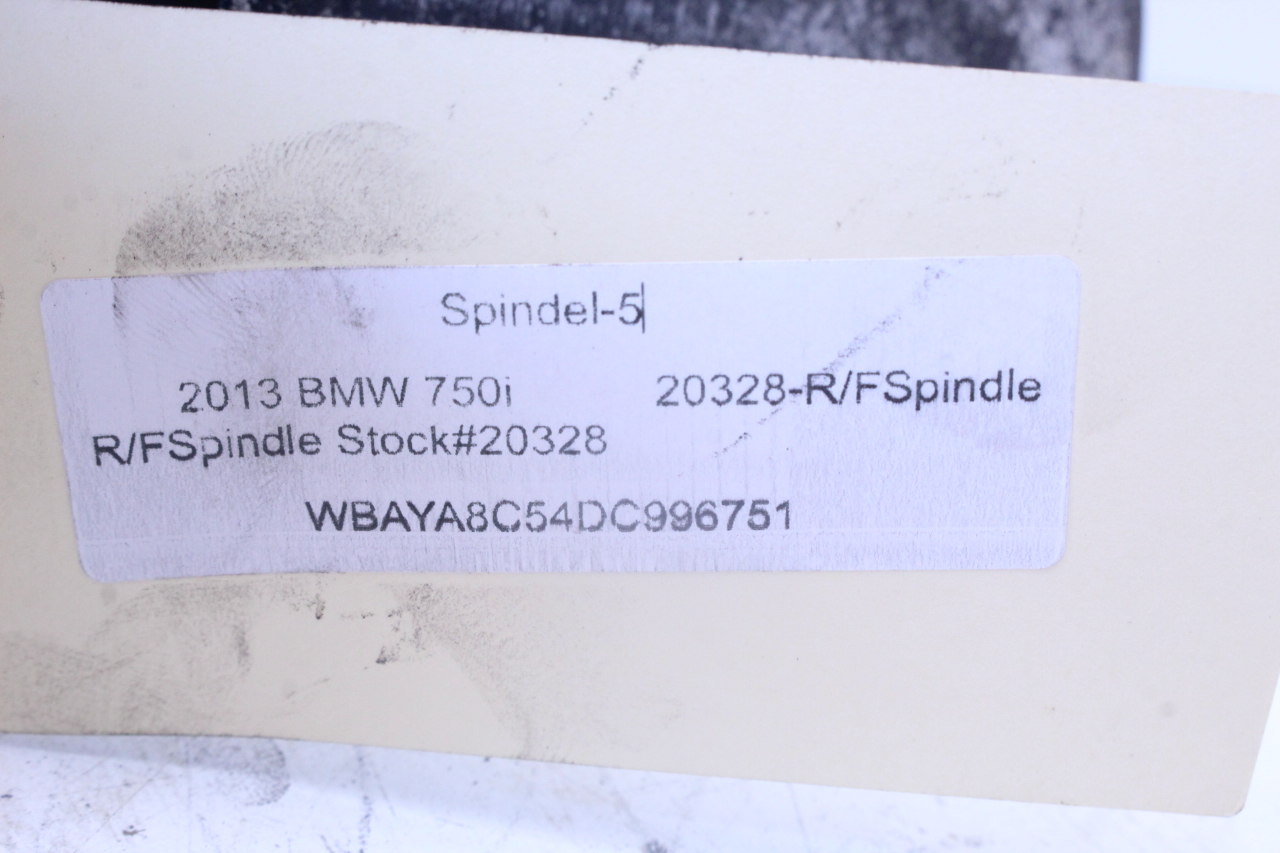 Spindel-5
2013 BMW 750i 20328-R/FSpindle
R/FSpindle Stock#20328
WBAYA8C54DC996751